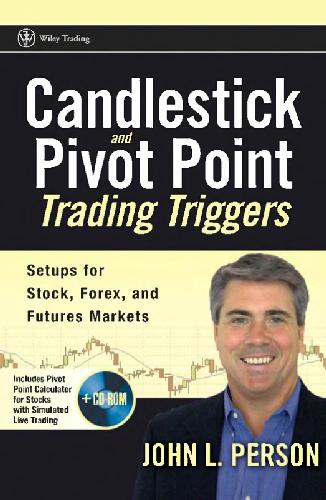 Wiley Trading
Candlestick
and
Pivot Point
Trading Triggers
Setups for
Stock, Forex, and
Futures Markets
Includes Pivot
Point Calculator
for Stocks
with Simulated
Live Trading
+ CD-ROM
JOHN L. PERSON